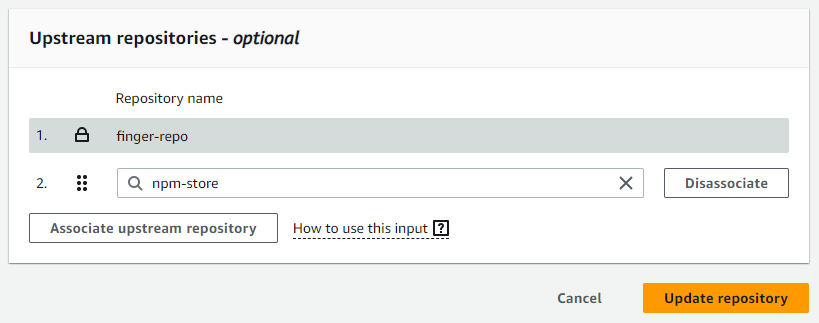 Upstream repositories - optional
Repository name
1. finger-repo
2. npm-store Disassociate
Associate upstream repository How to use this input ?
Cancel Update repository